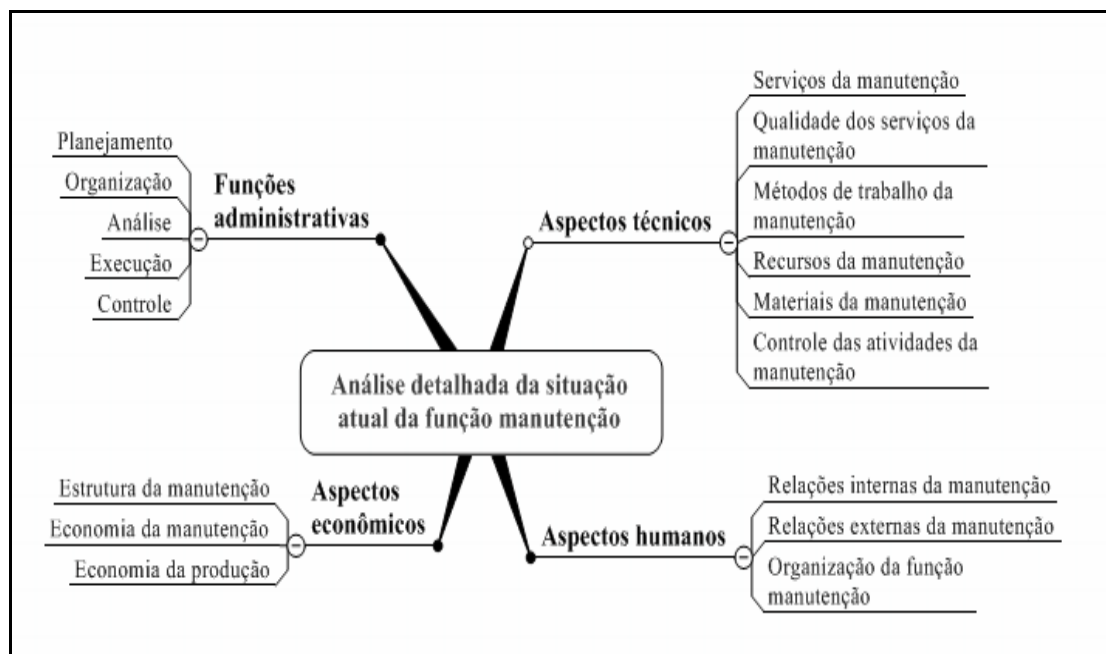 Planejamento
Organização
Análise
Execução
Controle
Funções
administrativas
Aspectos técnicos
Serviços da manutenção
Qualidade dos serviços da
manutenção
Métodos de trabalho da
manutenção
Recursos da manutenção
Materiais da manutenção
Controle das atividades da
manutenção
Análise detalhada da situação
atual da função manutenção
Estrutura da manutenção
Economia da manutenção
Economia da produção
Aspectos
econômicos
Aspectos humanos
Relações internas da manutenção
Relações externas da manutenção
Organização da função
manutenção